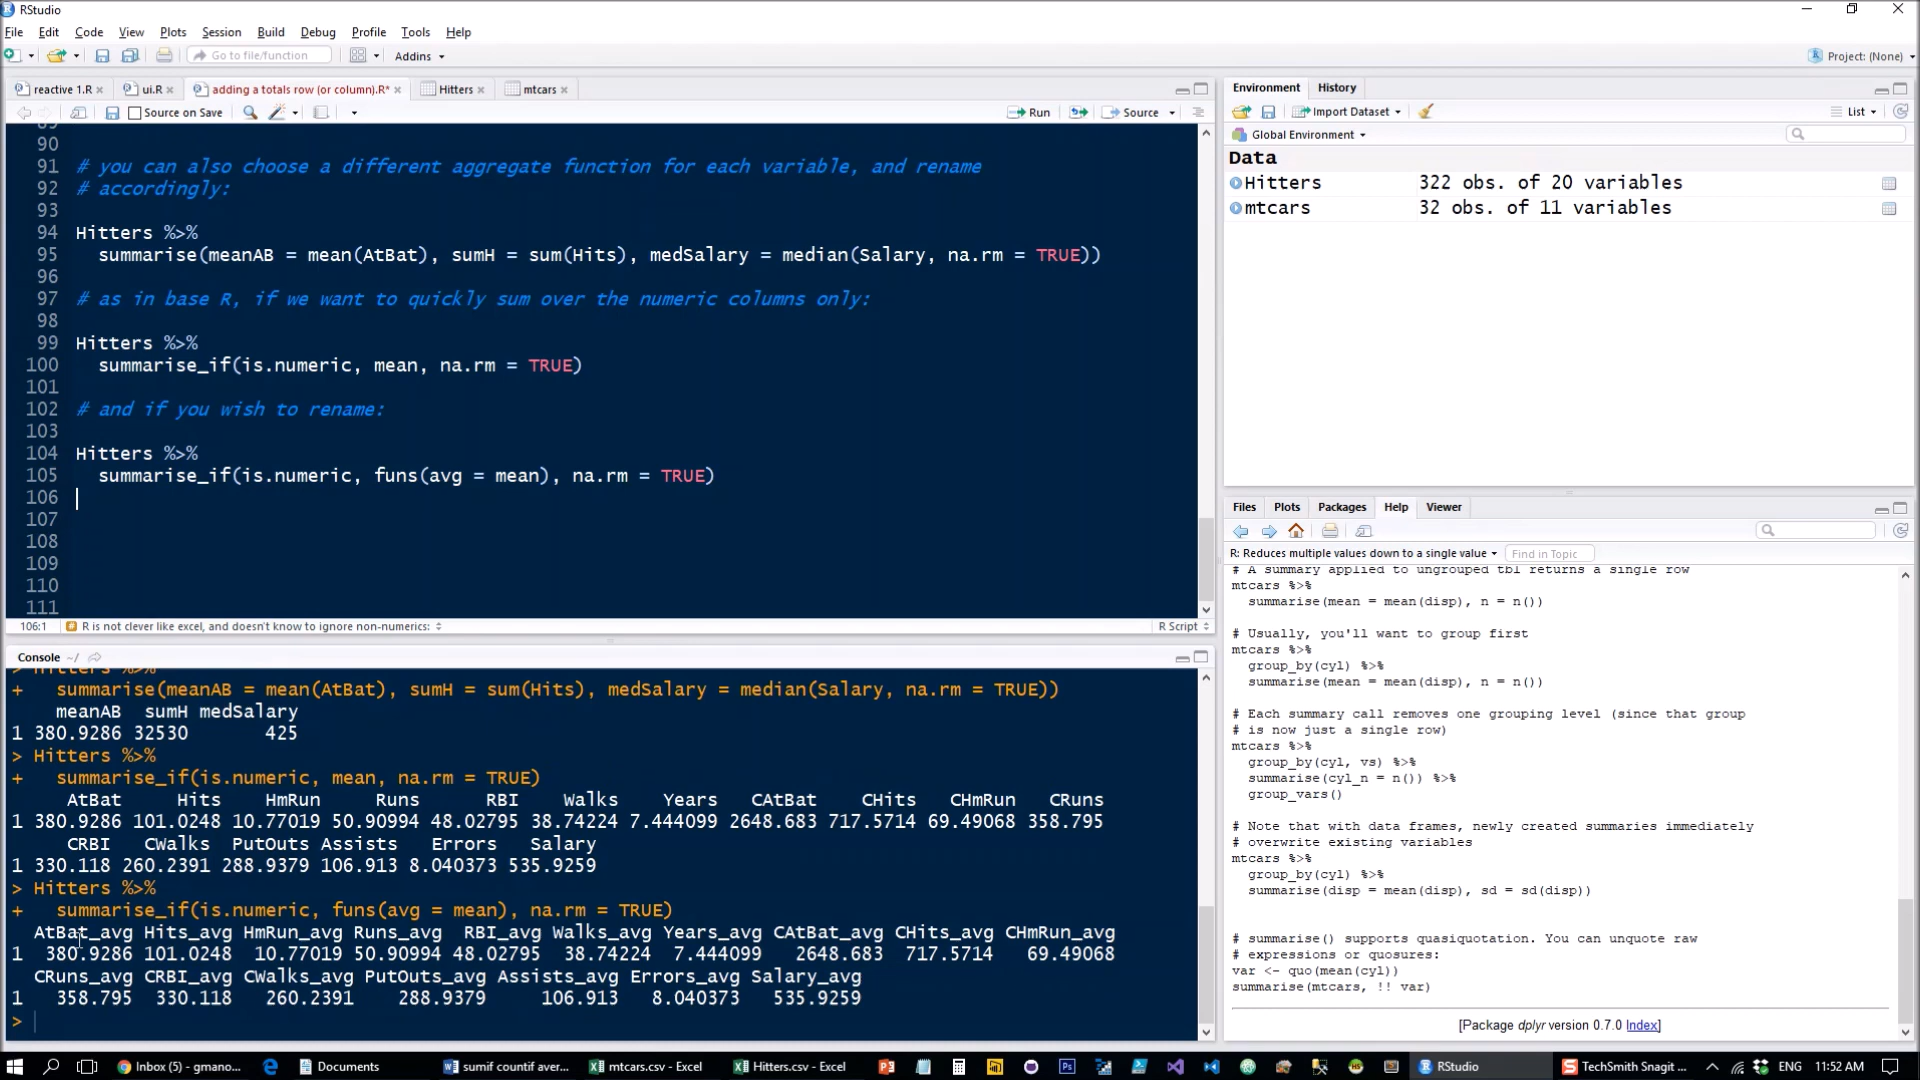 RStudio
File Edit Code View Plots Session Build Debug Profile Tools Help
Go to file/function Addins Project: (None)
reactive 1.R ui.R adding a totals row (or column).R* Hitters mtcars
Source on Save Run Source
89
90
91 # you can also choose a different aggregate function for each variable, and rename
92 # accordingly:
93
94 Hitters %>%
95 summarise(meanAB = mean(AtBat), sumH = sum(Hits), medSalary = median(Salary, na.rm = TRUE))
96
97 # as in base R, if we want to quickly sum over the numeric columns only:
98
99 Hitters %>%
100 summarise_if(is.numeric, mean, na.rm = TRUE)
101
102 # and if you wish to rename:
103
104 Hitters %>%
105 summarise_if(is.numeric, funs(avg = mean), na.rm = TRUE)
106
107
108
109
110
111
106:1 # R is not clever like excel, and doesn't know to ignore non-numerics: R Script
Console ~/
> Hitters %>%
+ summarise(meanAB = mean(AtBat), sumH = sum(Hits), medSalary = median(Salary, na.rm = TRUE))
meanAB sumH medSalary
1 380.9286 32530 425
> Hitters %>%
+ summarise_if(is.numeric, mean, na.rm = TRUE)
AtBat Hits HmRun Runs RBI Walks Years CAtBat CHits CHmRun CRuns
1 380.9286 101.0248 10.77019 50.90994 48.02795 38.74224 7.444099 2648.683 717.5714 69.49068 358.795
CRBI CWalks PutOuts Assists Errors Salary
1 330.118 260.2391 288.9379 106.913 8.040373 535.9259
> Hitters %>%
+ summarise_if(is.numeric, funs(avg = mean), na.rm = TRUE)
AtBat_avg Hits_avg HmRun_avg Runs_avg RBI_avg Walks_avg Years_avg CAtBat_avg CHits_avg CHmRun_avg
1 380.9286 101.0248 10.77019 50.90994 48.02795 38.74224 7.444099 2648.683 717.5714 69.49068
CRuns_avg CRBI_avg CWalks_avg PutOuts_avg Assists_avg Errors_avg Salary_avg
1 358.795 330.118 260.2391 288.9379 106.913 8.040373 535.9259
>
Environment History
Import Dataset List
Global Environment
Data
Hitters 322 obs. of 20 variables
mtcars 32 obs. of 11 variables
Files Plots Packages Help Viewer
R: Reduces multiple values down to a single value Find in Topic
# A summary applied to ungrouped tbl returns a single row
mtcars %>%
summarise(mean = mean(disp), n = n())
# Usually, you'll want to group first
mtcars %>%
group_by(cyl) %>%
summarise(mean = mean(disp), n = n())
# Each summary call removes one grouping level (since that group
# is now just a single row)
mtcars %>%
group_by(cyl, vs) %>%
summarise(cyl_n = n()) %>%
group_vars()
# Note that with data frames, newly created summaries immediately
# overwrite existing variables
mtcars %>%
group_by(cyl) %>%
summarise(disp = mean(disp), sd = sd(disp))
# summarise() supports quasiquotation. You can unquote raw
# expressions or quosures:
var <- quo(mean(cyl))
summarise(mtcars, !! var)
[Package dplyr version 0.7.0 Index]
Inbox (5) - gmano... Documents sumif countif aver... mtcars.csv - Excel Hitters.csv - Excel RStudio TechSmith Snagit ... ENG 11:52 AM